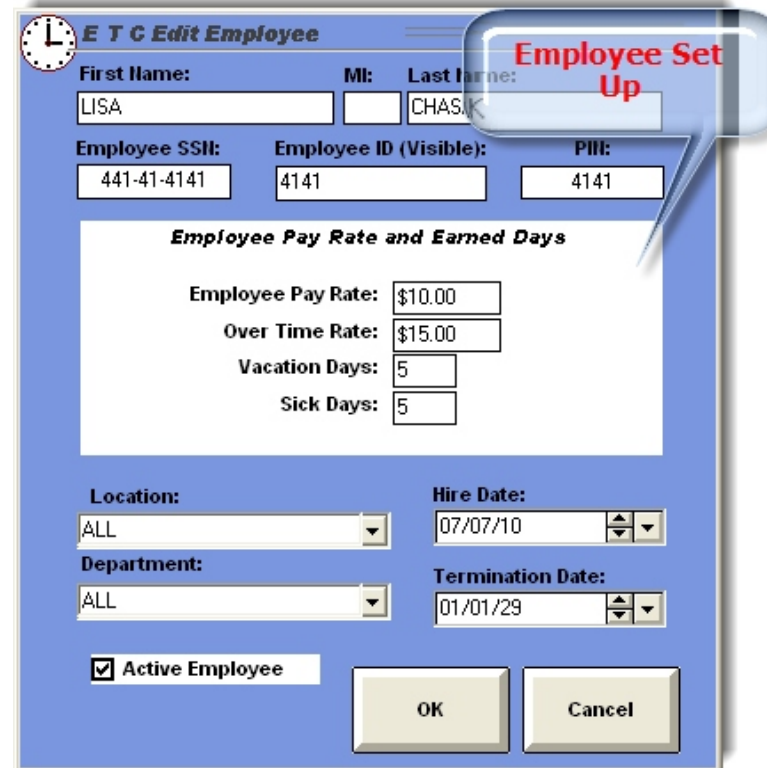 E T C Edit Employee
Employee Set
Up
First Name: MI: Last Name:
LISA CHASAK
Employee SSN: Employee ID (Visible): PIN:
441-41-4141 4141 4141
Employee Pay Rate and Earned Days
Employee Pay Rate: $10.00
Over Time Rate: $15.00
Vacation Days: 5
Sick Days: 5
Location: Hire Date:
ALL 07/07/10
Department: Termination Date:
ALL 01/01/29
Active Employee
OK Cancel